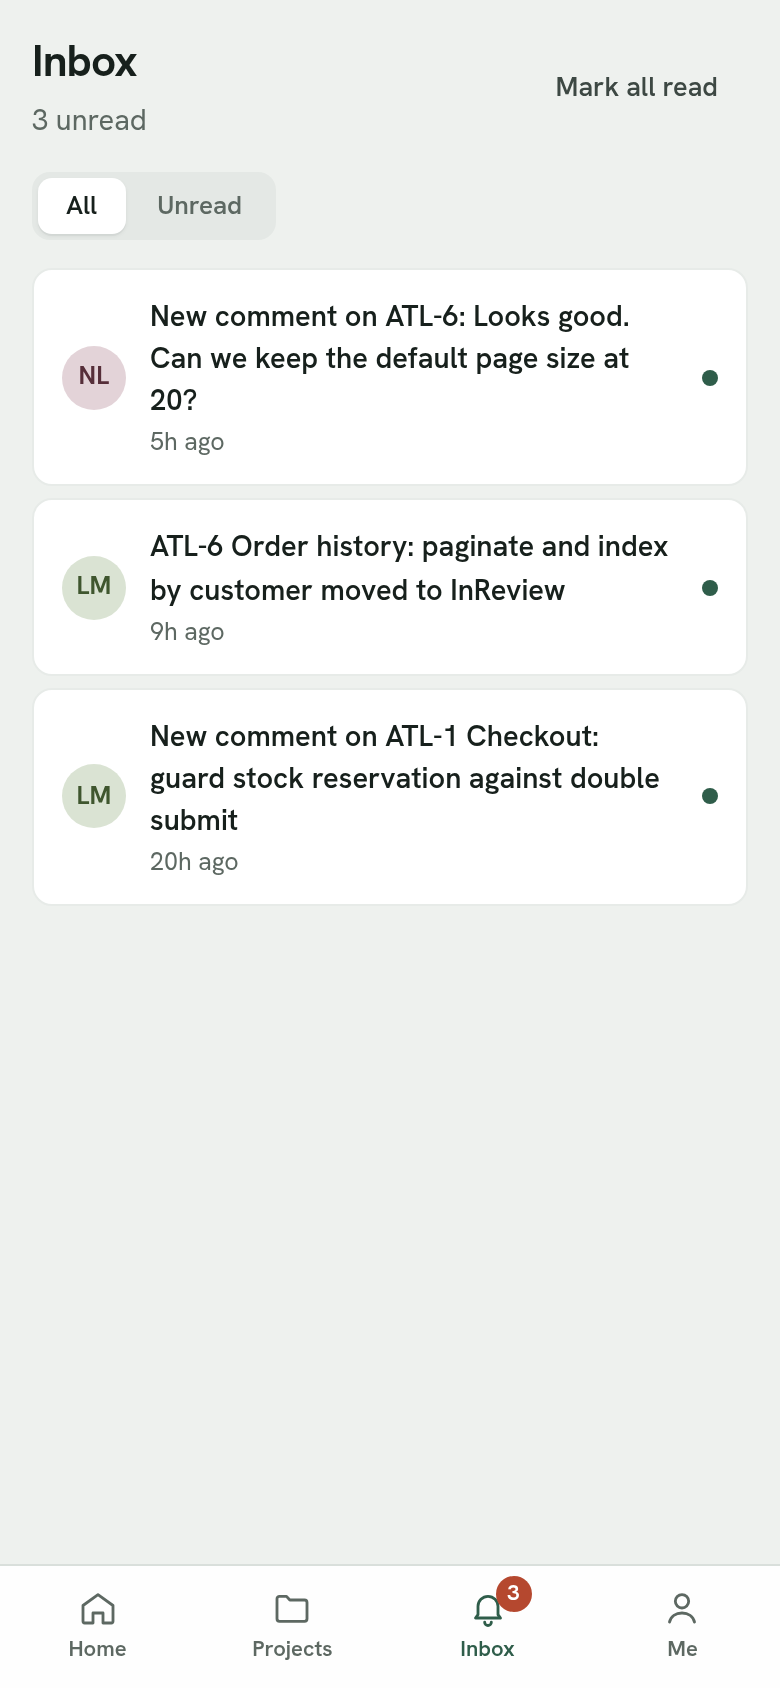 Inbox
3 unread
Mark all read
All
Unread
NL
New comment on ATL-6: Looks good.
Can we keep the default page size at
20?
5h ago
LM
ATL-6 Order history: paginate and index
by customer moved to InReview
9h ago
LM
New comment on ATL-1 Checkout:
guard stock reservation against double
submit
20h ago
3
Home
Projects
Inbox
Me